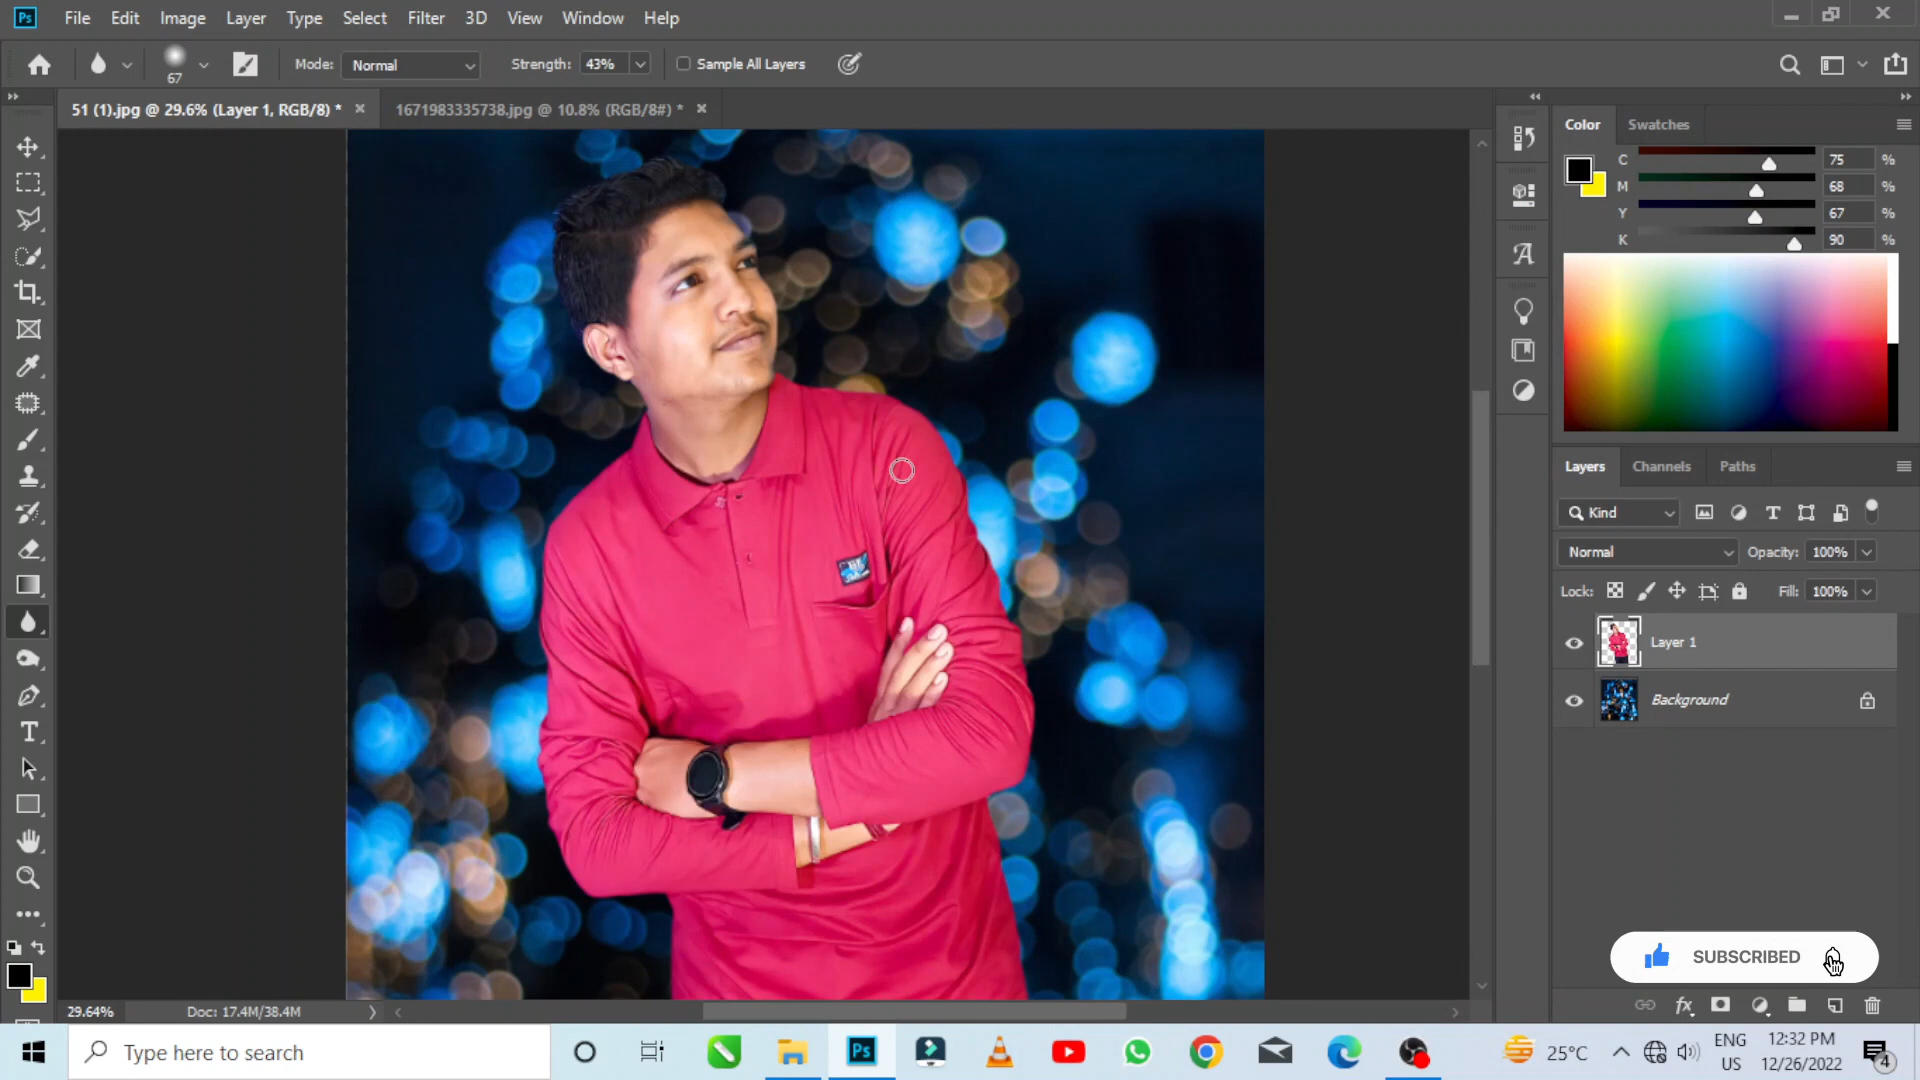 Ps File Edit Image Layer Type Select Filter 3D View Window Help
67 Mode: Normal Strength: 43% Sample All Layers
51 (1).jpg @ 29.6% (Layer 1, RGB/8) * 1671983335738.jpg @ 10.8% (RGB/8#) *
Color Swatches
C 75 %
M 68 %
Y 67 %
K 90 %
Layers Channels Paths
Kind
Normal Opacity: 100%
Lock: Fill: 100%
Layer 1
Background
SUBSCRIBED
29.64% Doc: 17.4M/38.4M
Type here to search
Ps
25°C
ENG
US
12:32 PM
12/26/2022
4